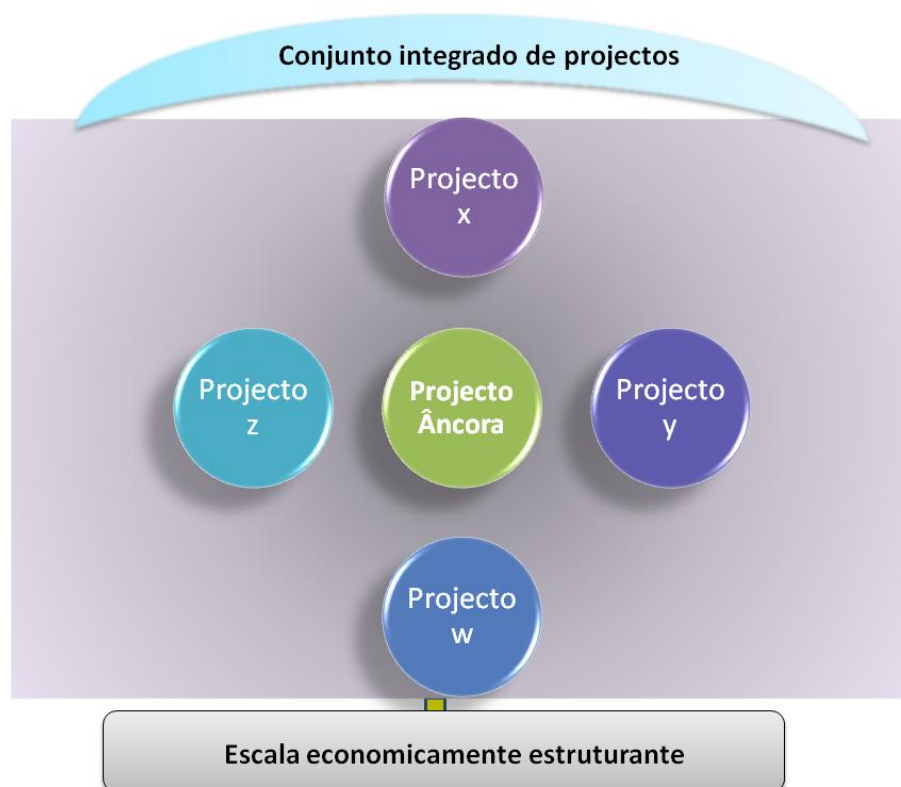 Conjunto integrado de projectos
Projecto
x
Projecto
z
Projecto
Âncora
Projecto
y
Projecto
w
Escala economicamente estruturante